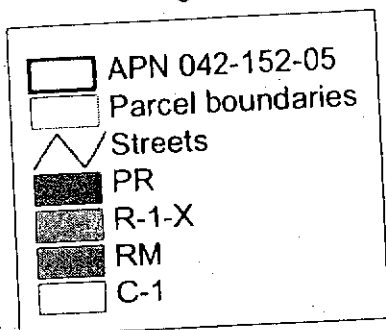 APN 042-152-05
Parcel boundaries
Streets
PR
R-1-X
RM
C-1